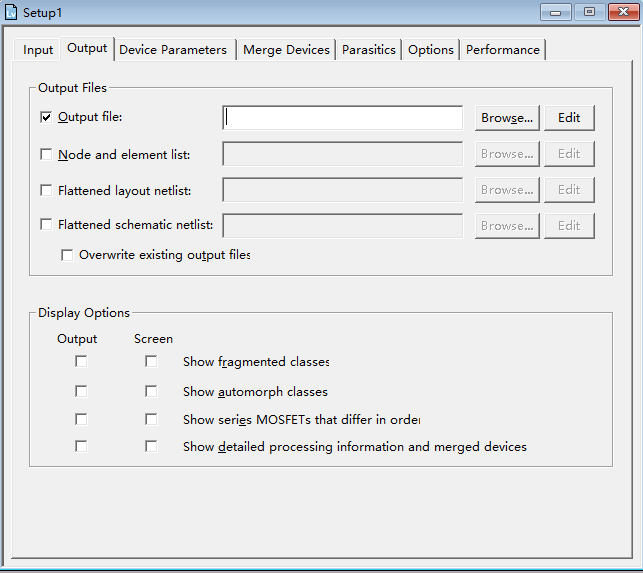 Setup1
Input Output Device Parameters Merge Devices Parasitics Options Performance
Output Files
Output file: Browse... Edit
Node and element list: Browse... Edit
Flattened layout netlist: Browse... Edit
Flattened schematic netlist: Browse... Edit
Overwrite existing output files
Display Options
Output Screen
Show fragmented classes
Show automorph classes
Show series MOSFETs that differ in order
Show detailed processing information and merged devices